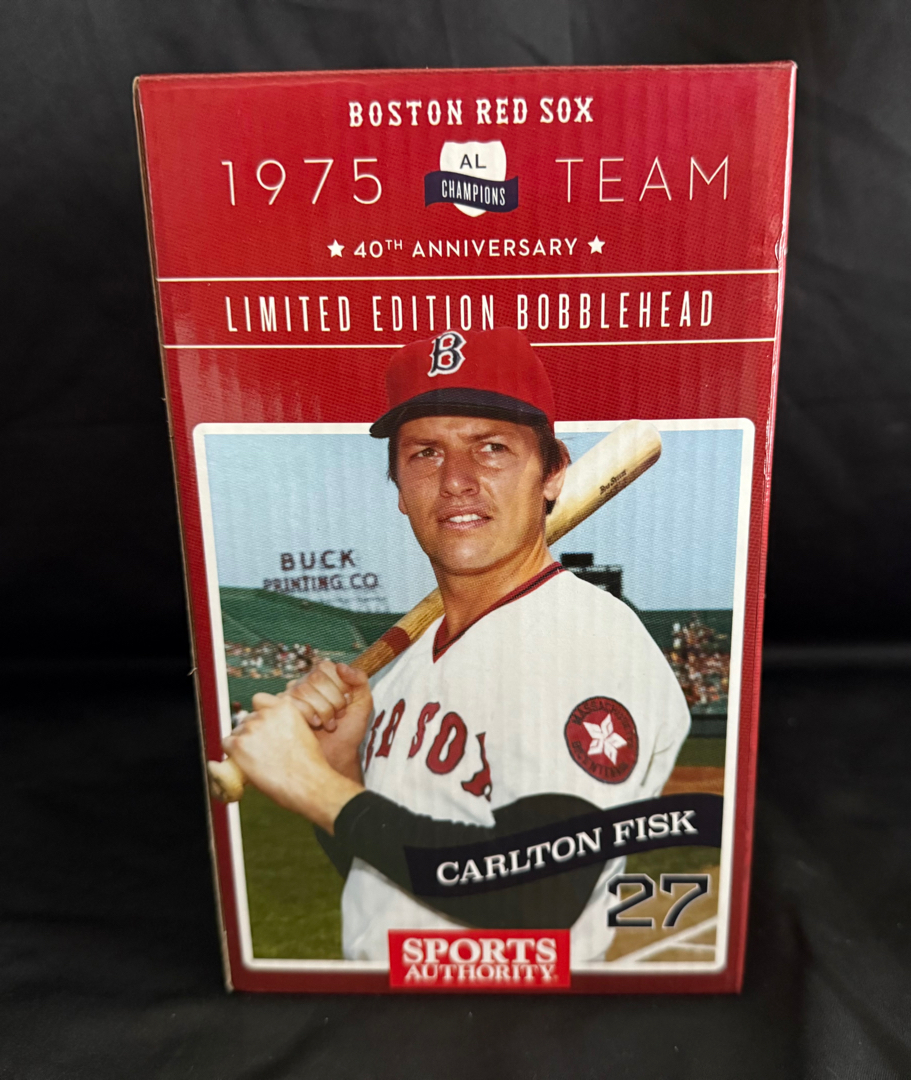 BOSTON RED SOX
1975 AL CHAMPIONS TEAM
★ 40TH ANNIVERSARY ★
LIMITED EDITION BOBBLEHEAD
B
BUCK
PRINTING CO.
SOX
CARLTON FISK
27
SPORTS
AUTHORITY